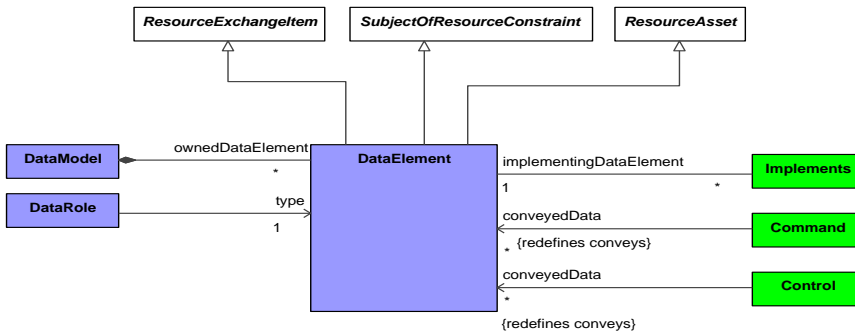 ResourceExchangeItem
SubjectOfResourceConstraint
ResourceAsset
DataModel
ownedDataElement
*
DataElement
implementingDataElement
1
*
Implements
DataRole
type
1
conveyedData
*
{redefines conveys}
Command
conveyedData
*
{redefines conveys}
Control